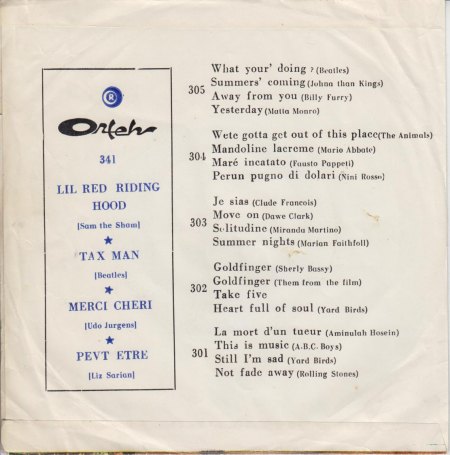 R
Orfeh
341
LIL RED RIDING
HOOD
[Sam the Sham]
TAX MAN
[Beatles]
MERCI CHERI
[Udo Jurgens]
PEVT ETRE
[Liz Sarian]
305
What your' doing ? (Beatles)
Summers' coming (Johna than Kings)
Away from you (Billy Furry)
Yesterday (Matta Monro)
304
Wete gotta get out of this place(The Animals)
Mandoline lacreme (Mario Abbate)
Maré incatato (Fausto Pappeti)
Perun pugno di dolari (Nini Rosso)
303
Je sias (Clude Francois)
Move on (Dawe Clark)
Solitudine (Miranda Martino)
Summer nights (Marian Faithfoll)
302
Goldfinger (Sherly Bassy)
Goldfinger (Them from the film)
Take five
Heart full of soul (Yard Birds)
301
La mort d'un tueur (Aminulah Hosein)
This is music (A.B.C. Boys)
Still I'm sad (Yard Birds)
Not fade away (Rolling Stones)